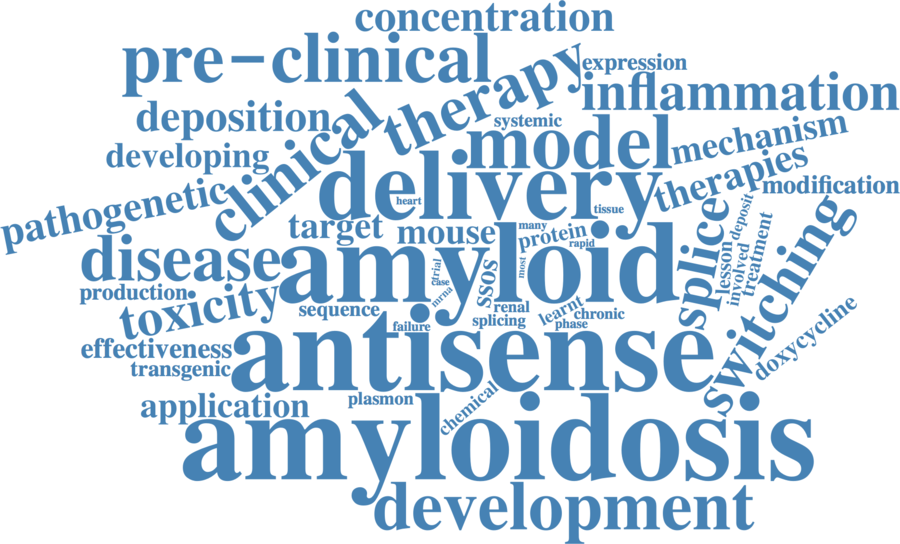 concentration
pre-clinical
therapy
expression
inflammation
deposition
clinical
systemic
model
mechanism
developing
delivery
therapies
modification
pathogenetic
heart
tissue
target
mouse
many
protein
rapid
splice
deposit
disease
amyloid
trial
case
mrna
most
ssos
lesson
involved
treatment
switching
production
toxicity
sequence
renal
splicing
learnt
chronic
phase
failure
doxycycline
effectiveness
transgenic
antisense
application
plasmon
chemical
amyloidosis
development